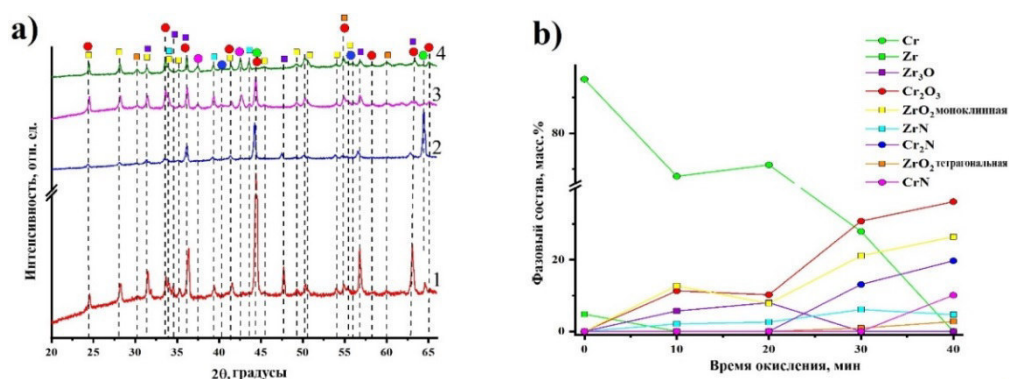 a)
Интенсивность, отн. ед.
4
3
2
1
20 25 30 35 40 45 50 55 60 65
2θ, градусы
b)
Фазовый состав, масс.%
80
20
0
0 10 20 30 40
Время окисления, мин
Cr
Zr
Zr₃O
Cr₂O₃
ZrO₂ моноклинная
ZrN
Cr₂N
ZrO₂ тетрагональная
CrN